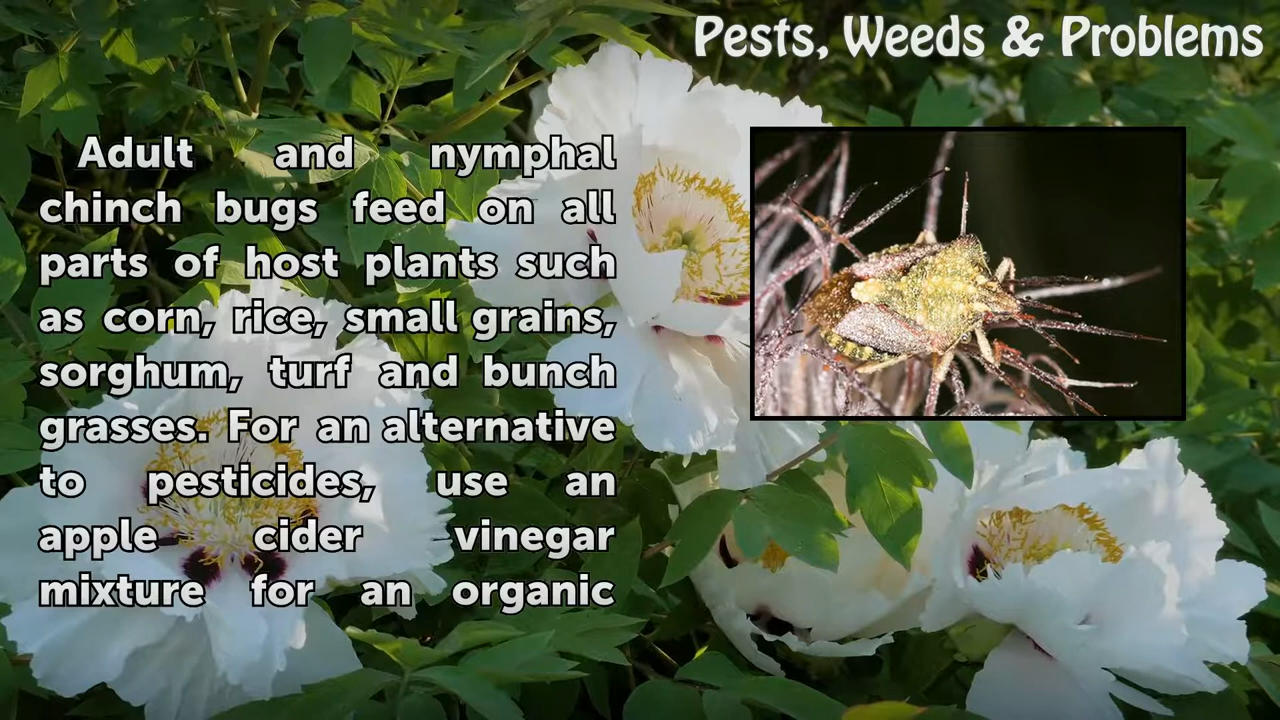 Pests, Weeds & Problems
Adult and nymphal
chinch bugs feed on all
parts of host plants such
as corn, rice, small grains,
sorghum, turf and bunch
grasses. For an alternative
to pesticides, use an
apple cider vinegar
mixture for an organic